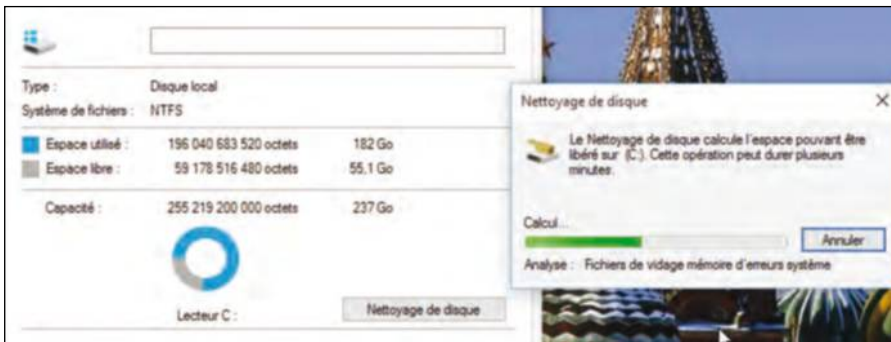 Type : Disque local
Système de fichiers : NTFS
Espace utilisé : 196 040 683 520 octets 182 Go
Espace libre : 59 178 516 480 octets 55,1 Go
Capacité : 255 219 200 000 octets 237 Go
Lecteur C :
Nettoyage de disque
Nettoyage de disque
Le Nettoyage de disque calcule l'espace pouvant être
libéré sur (C:). Cette opération peut durer plusieurs
minutes.
Calcul...
Annuler
Analyse : Fichiers de vidage mémoire d'erreurs système